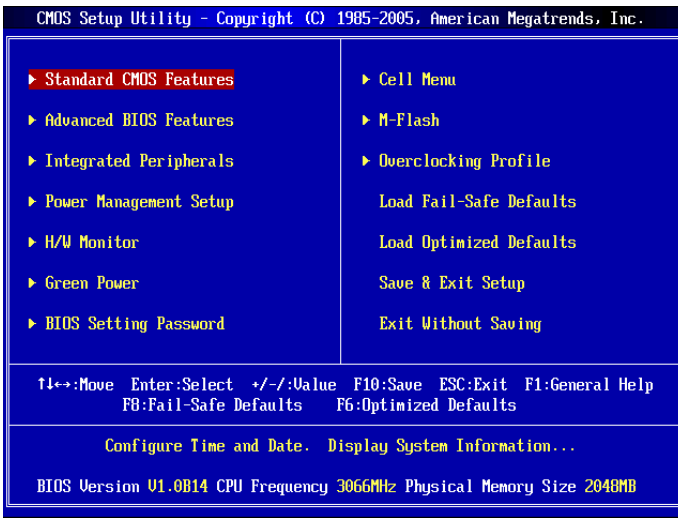 CMOS Setup Utility - Copyright (C) 1985-2005, American Megatrends, Inc.
▶ Standard CMOS Features
▶ Advanced BIOS Features
▶ Integrated Peripherals
▶ Power Management Setup
▶ H/W Monitor
▶ Green Power
▶ BIOS Setting Password
▶ Cell Menu
▶ M-Flash
▶ Overclocking Profile
Load Fail-Safe Defaults
Load Optimized Defaults
Save & Exit Setup
Exit Without Saving
↑↓←→:Move Enter:Select +/-/:Value F10:Save ESC:Exit F1:General Help
F8:Fail-Safe Defaults F6:Optimized Defaults
Configure Time and Date. Display System Information...
BIOS Version V1.0B14 CPU Frequency 3066MHz Physical Memory Size 2048MB